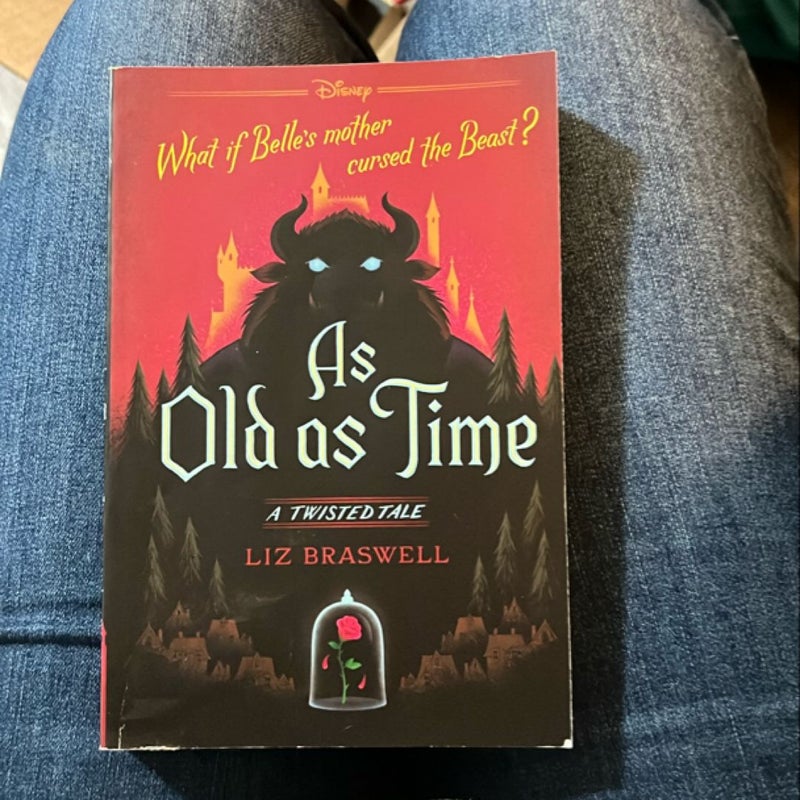 Disney
What if Belle's mother
cursed the Beast?
As
Old as Time
A TWISTED TALE
LIZ BRASWELL